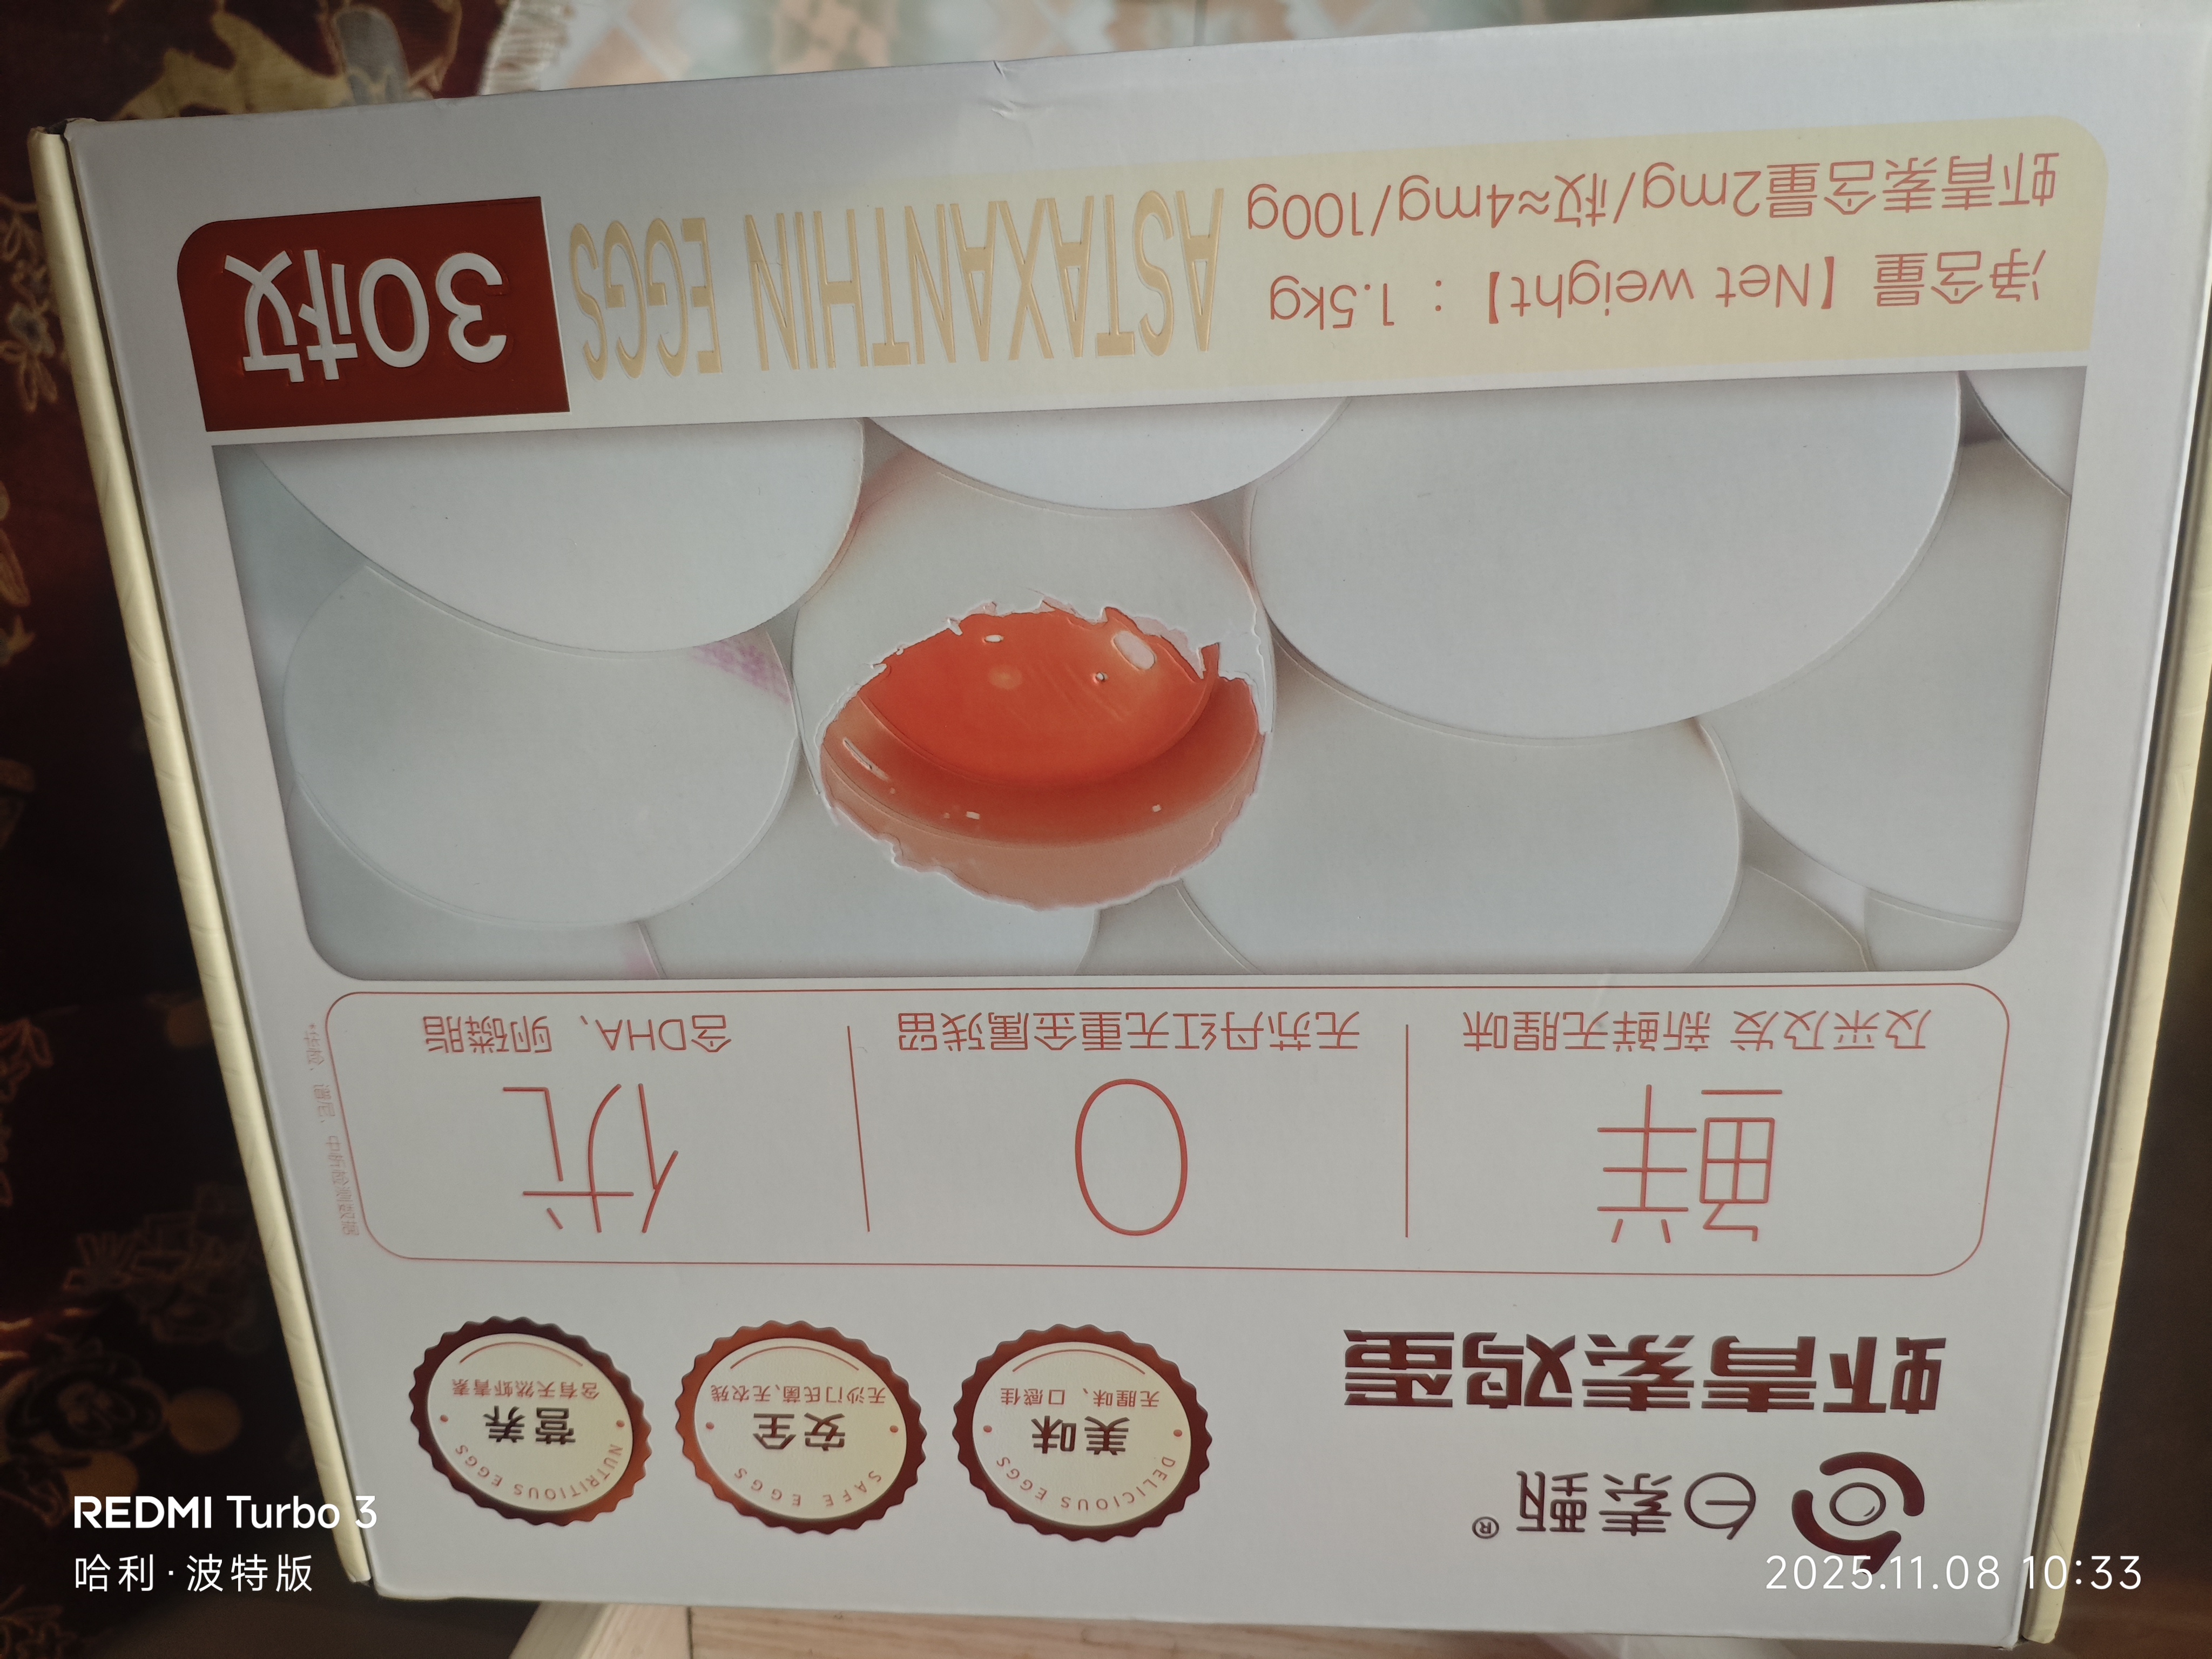 素甄®
虾青素鸡蛋
DELICIOUS EGGS
美味
无腥味、口感佳
SAFE EGGS
安全
无沙门氏菌、无农残
NUTRITIOUS EGGS
营养
含有天然虾青素
鲜
及采及发 新鲜无腥味
0
无苏丹红无重金属残留
优
含DHA、卵磷脂
净含量【Net weight】:1.5kg
虾青素含量2mg/枚≈4mg/100g
ASTAXANTHIN EGGS
30枚
REDMI Turbo 3
哈利·波特版
2025.11.08 10:33